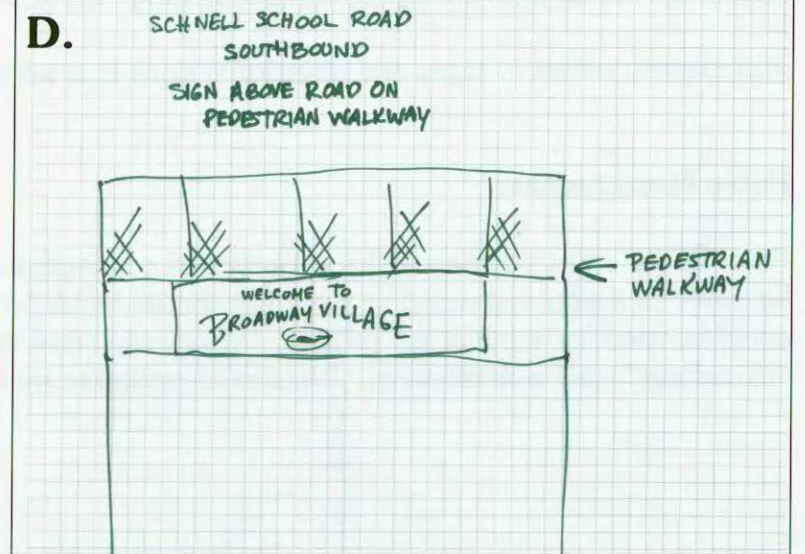 D.
SCHNELL SCHOOL ROAD
SOUTHBOUND
SIGN ABOVE ROAD ON
PEDESTRIAN WALKWAY
WELCOME TO
BROADWAY VILLAGE
PEDESTRIAN
WALKWAY